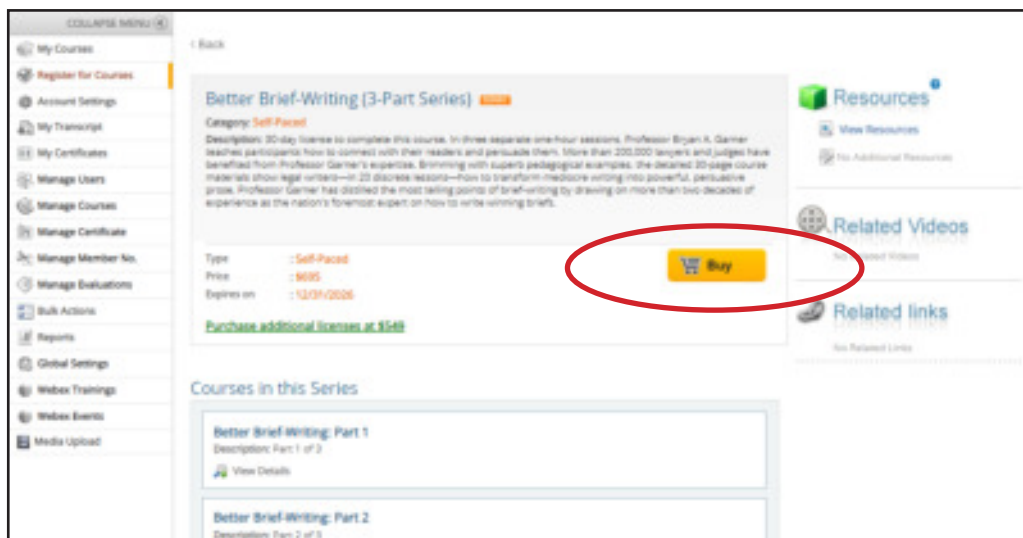 COLLAPSE MENU
My Courses
Register for Courses
Account Settings
My Transcript
My Certificates
Manage Users
Manage Courses
Manage Certificate
Manage Member No.
Manage Evaluations
Bulk Actions
Reports
Global Settings
Webex Trainings
Webex Events
Media Upload
‹ Back
Better Brief-Writing (3-Part Series)
Category: Self-Paced
Description: 30-day license to complete this course. In three separate one-hour sessions, Professor Bryan A. Garner
teaches participants how to connect with their readers and persuade them. More than 200,000 lawyers and judges have
benefited from Professor Garner's expertise. Brimming with superb pedagogical examples, the detailed 20-page course
materials show legal writers—in 20 discrete lessons—how to transform mediocre writing into powerful, persuasive
prose. Professor Garner has distilled the most telling points of brief-writing by drawing on more than two decades of
experience as the nation's foremost expert on how to write winning briefs.
Type : Self-Paced
Price : $695
Expires on : 12/31/2026
Buy
Purchase additional licenses at $549
Courses in this Series
Better Brief-Writing: Part 1
Description: Part 1 of 3
View Details
Better Brief-Writing: Part 2
Description: Part 2 of 3
Resources
View Resources
No Additional Resources
Related Videos
No Related Videos
Related links
No Related Links